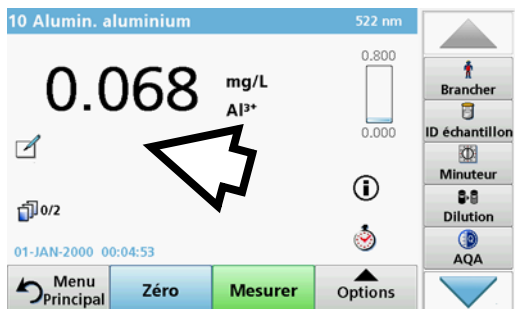 10 Alumin. aluminium 522 nm
0.068 mg/L
Al³⁺
0.800
0.000
0/2
01-JAN-2000 00:04:53
Menu Principal
Zéro
Mesurer
Options
Brancher
ID échantillon
Minuteur
Dilution
AQA